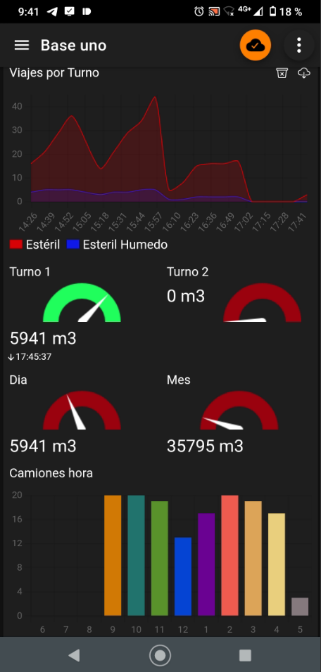 9:41
4G+ 18 %
Base uno
Viajes por Turno
40
30
20
10
0
14:26 14:39 14:52 15:05 15:18 15:31 15:44 15:57 16:10 16:23 16:36 16:49 17:02 17:15 17:28 17:41
Estéril Esteril Humedo
Turno 1 Turno 2
0 m3
5941 m3
↓17:45:37
Dia Mes
5941 m3 35795 m3
Camiones hora
20
16
12
8
4
0
6 7 8 9 10 11 12 1 2 3 4 5